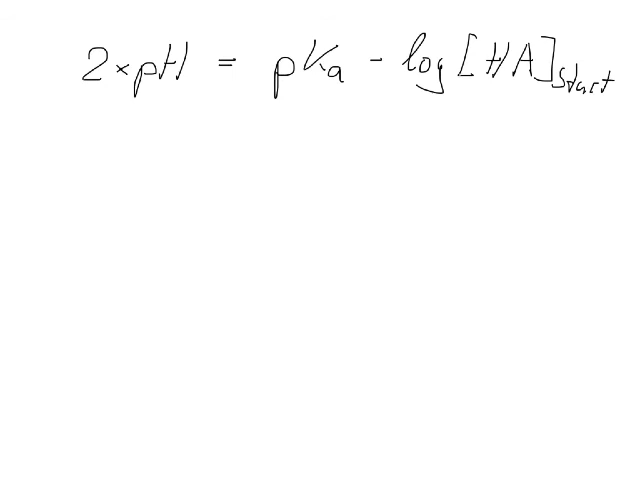 2 × pH = pKa - log [HA]Start